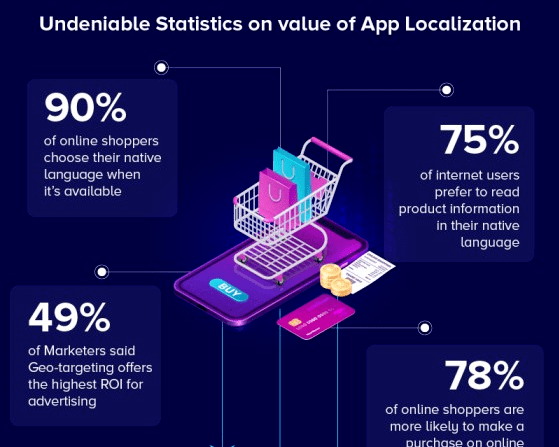 Undeniable Statistics on value of App Localization
90%
of online shoppers
choose their native
language when
it's available
75%
of internet users
prefer to read
product information
in their native
language
BUY
49%
of Marketers said
Geo-targeting offers
the highest ROI for
advertising
78%
of online shoppers are
more likely to make a
purchase on online